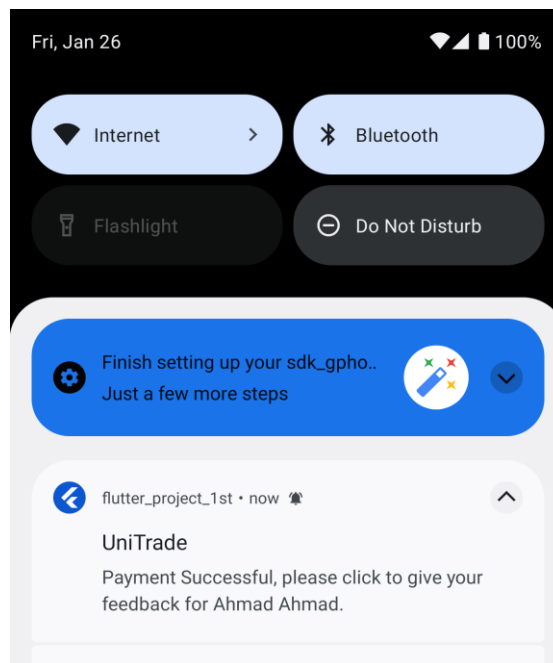 Fri, Jan 26
100%
Internet
Bluetooth
Flashlight
Do Not Disturb
Finish setting up your sdk_gpho..
Just a few more steps
flutter_project_1st • now
UniTrade
Payment Successful, please click to give your
feedback for Ahmad Ahmad.